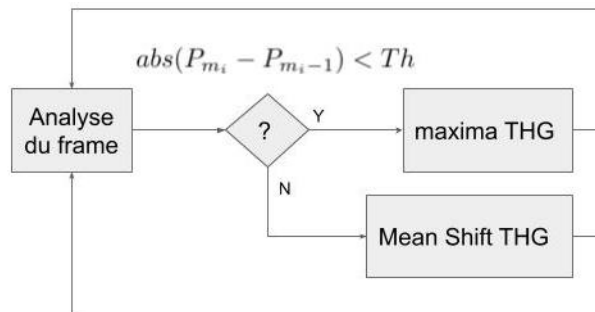 abs(P_{m_i} − P_{m_i−1}) < Th
Analyse
du frame
?
Y
maxima THG
N
Mean Shift THG